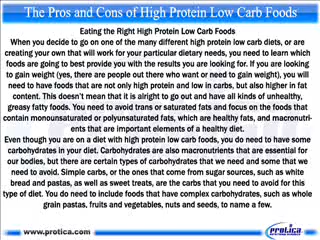 The Pros and Cons of High Protein Low Carb Foods
Eating the Right High Protein Low Carb Foods
When you decide to go on one of the many different high protein low carb diets, or are
creating your own that will work for your particular dietary needs, you need to learn which
foods are going to best provide you with the results you are looking for. If you are looking
to gain weight (yes, there are people out there who want or need to gain weight), you will
need to have foods that are not only high protein and low in carbs, but also higher in fat
content. This doesn't mean that it is alright to go out and have all kinds of unhealthy,
greasy fatty foods. You need to avoid trans or saturated fats and focus on the foods that
contain monounsaturated or polyunsaturated fats, which are healthy fats, and macronutri-
ents that are important elements of a healthy diet.
Even though you are on a diet with high protein low carb foods, you do need to have some
carbohydrates in your diet. Carbohydrates are also macronutrients that are essential for
our bodies, but there are certain types of carbohydrates that we need and some that we
need to avoid. Simple carbs, or the ones that come from sugar sources, such as white
bread and pastas, as well as sweet treats, are the carbs that you need to avoid for this
type of diet. You do need to include foods that have complex carbohydrates, such as whole
grain pastas, fruits and vegetables, nuts and seeds, to name a few.
www.protica.com
protica